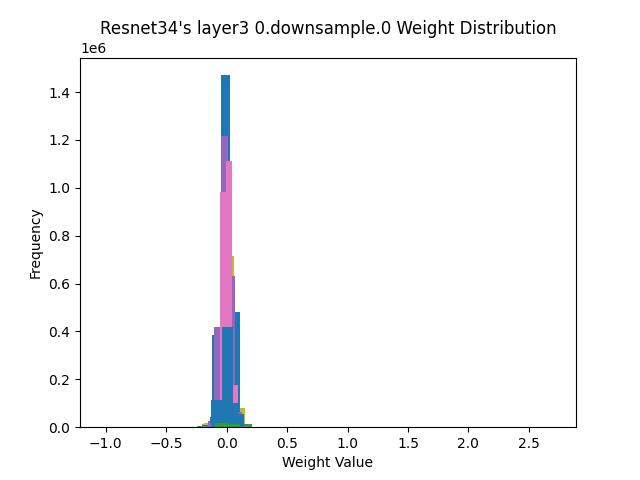 Resnet34's layer3 0.downsample.0 Weight Distribution
1e6
1.4
1.2
1.0
0.8
0.6
0.4
0.2
0.0
Frequency
−1.0 −0.5 0.0 0.5 1.0 1.5 2.0 2.5
Weight Value